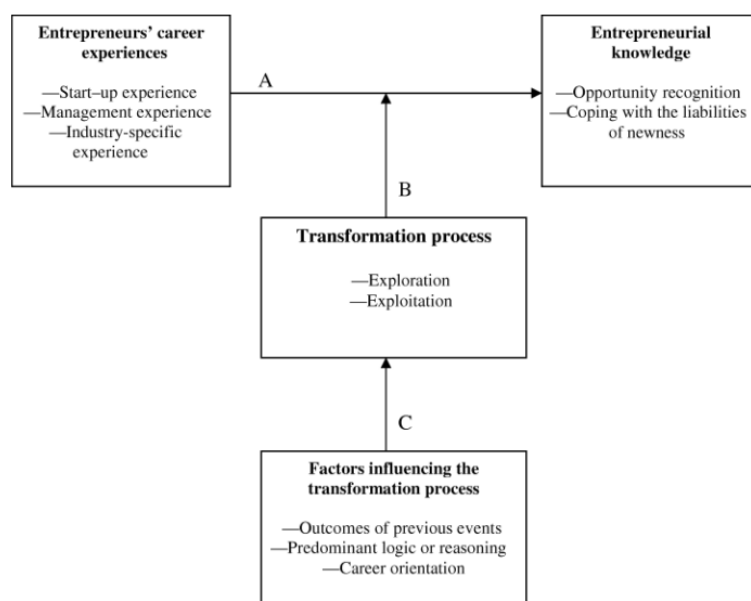 Entrepreneurs’ career
experiences
—Start–up experience
—Management experience
—Industry-specific
experience
A
Entrepreneurial
knowledge
—Opportunity recognition
—Coping with the liabilities
of newness
B
Transformation process
—Exploration
—Exploitation
C
Factors influencing the
transformation process
—Outcomes of previous events
—Predominant logic or reasoning
—Career orientation